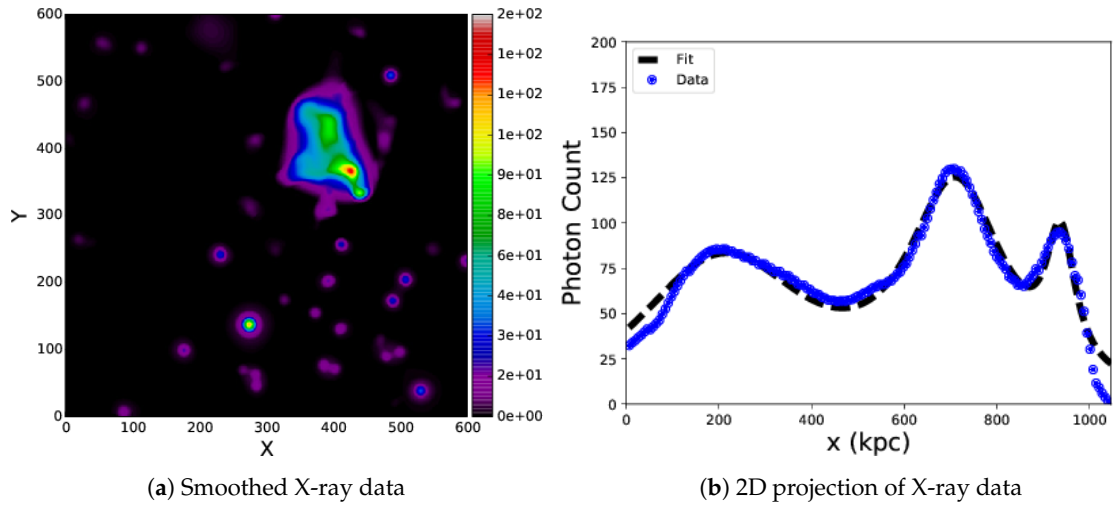 600
500
400
300
200
100
0
Y
0 100 200 300 400 500 600
X
2e+02
1e+02
1e+02
1e+02
9e+01
8e+01
6e+01
5e+01
3e+01
2e+01
0e+00
(a) Smoothed X-ray data
200
175
150
125
100
75
50
25
0
Photon Count
Fit
Data
0 200 400 600 800 1000
x (kpc)
(b) 2D projection of X-ray data